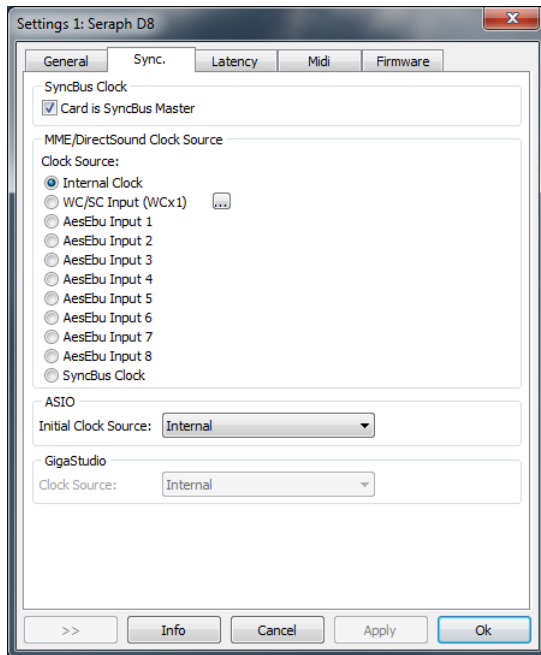 Settings 1: Seraph D8
X
General Sync. Latency Midi Firmware
SyncBus Clock
Card is SyncBus Master
MME/DirectSound Clock Source
Clock Source:
Internal Clock
WC/SC Input (WCx1) ...
AesEbu Input 1
AesEbu Input 2
AesEbu Input 3
AesEbu Input 4
AesEbu Input 5
AesEbu Input 6
AesEbu Input 7
AesEbu Input 8
SyncBus Clock
ASIO
Initial Clock Source: Internal
GigaStudio
Clock Source: Internal
>> Info Cancel Apply Ok